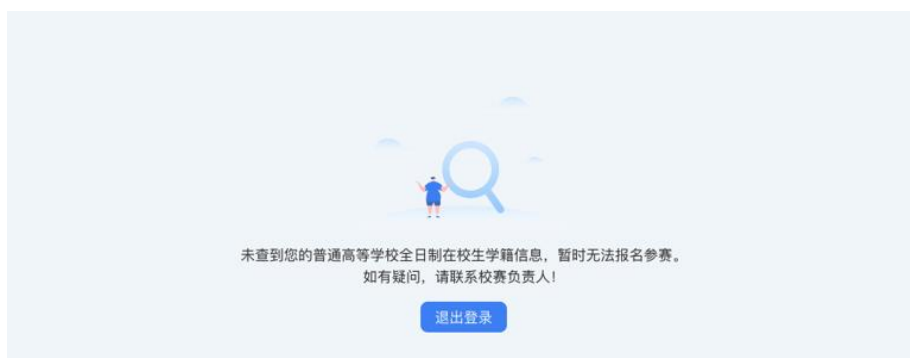 未查到您的普通高等学校全日制在校生学籍信息，暂时无法报名参赛。
如有疑问，请联系校赛负责人！
退出登录